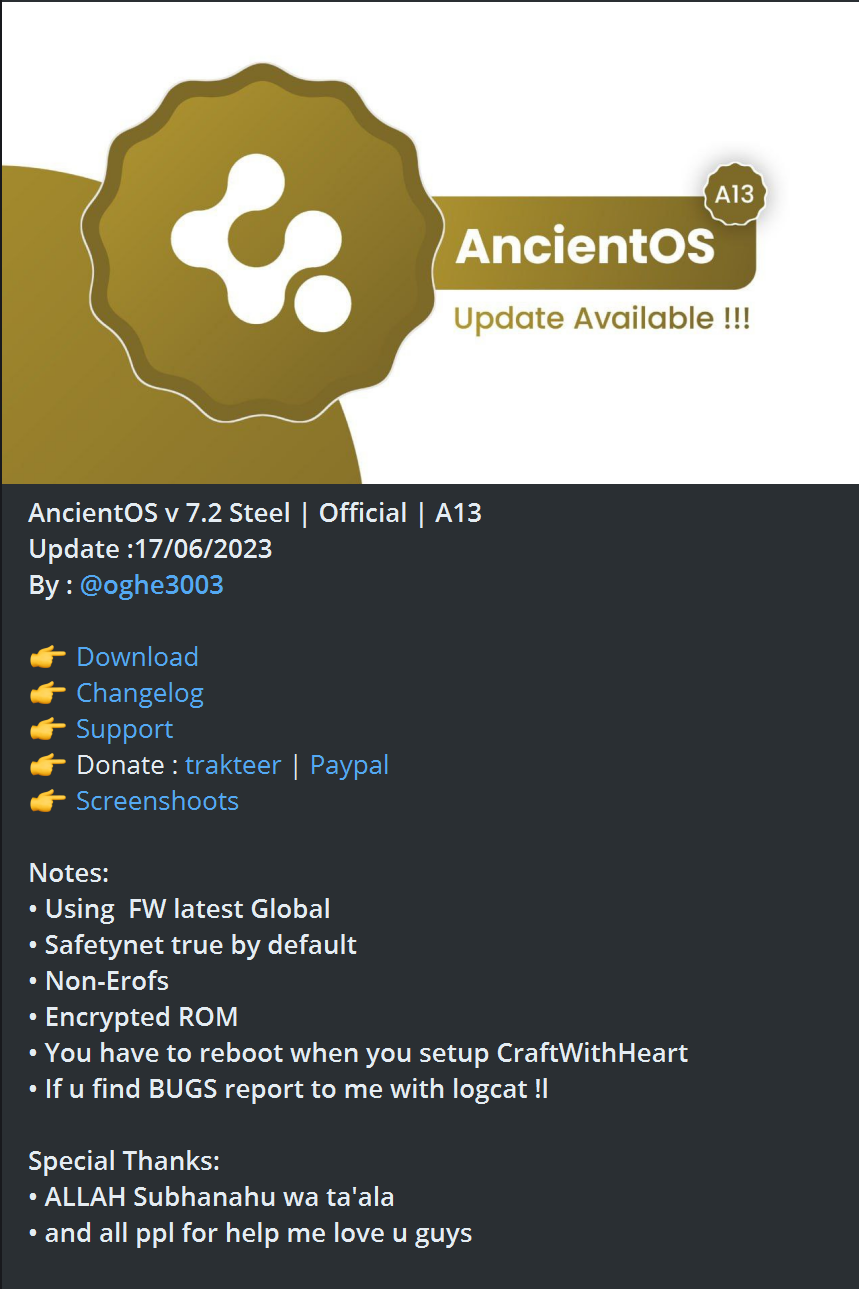 A13
AncientOS
Update Available !!!
AncientOS v 7.2 Steel | Official | A13
Update :17/06/2023
By : @oghe3003
👉 Download
👉 Changelog
👉 Support
👉 Donate : trakteer | Paypal
👉 Screenshoots
Notes:
• Using  FW latest Global
• Safetynet true by default
• Non-Erofs
• Encrypted ROM
• You have to reboot when you setup CraftWithHeart
• If u find BUGS report to me with logcat !l
Special Thanks:
• ALLAH Subhanahu wa ta'ala
• and all ppl for help me love u guys